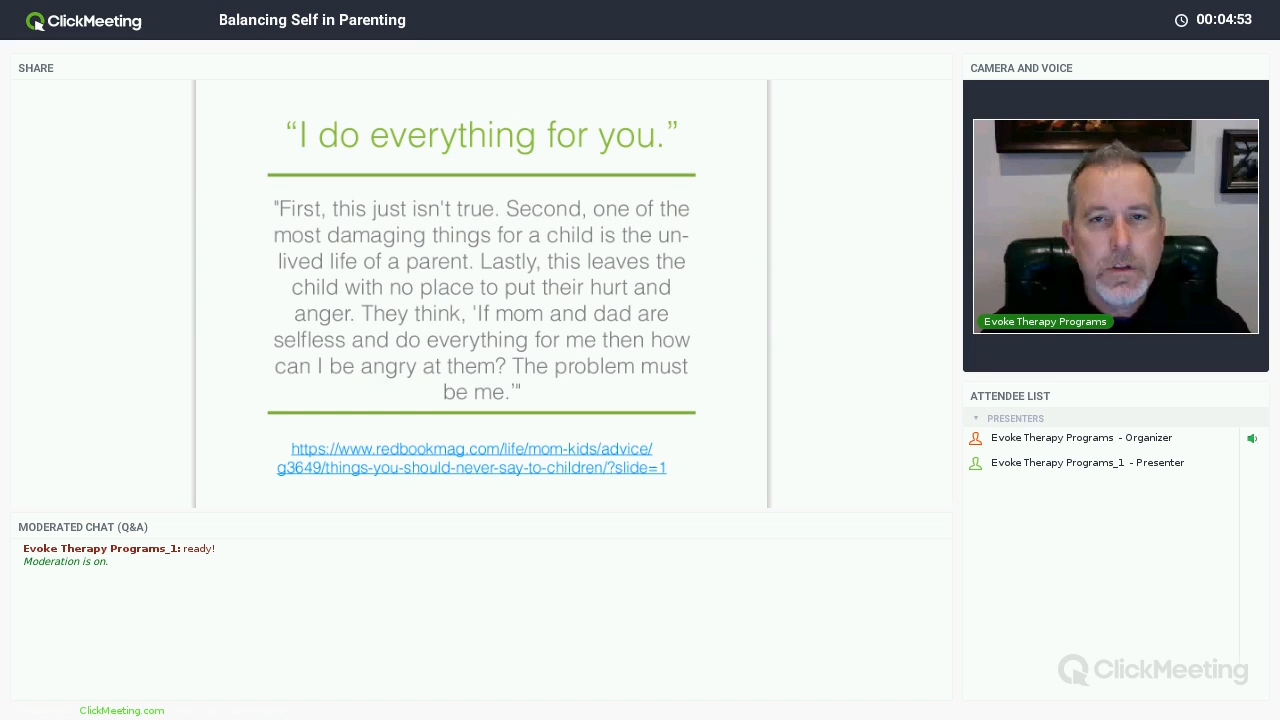 ClickMeeting
Balancing Self in Parenting
00:04:53
SHARE
“I do everything for you.”
"First, this just isn't true. Second, one of the
most damaging things for a child is the un-
lived life of a parent. Lastly, this leaves the
child with no place to put their hurt and
anger. They think, 'If mom and dad are
selfless and do everything for me then how
can I be angry at them? The problem must
be me.’"
https://www.redbookmag.com/life/mom-kids/advice/
g3649/things-you-should-never-say-to-children/?slide=1
MODERATED CHAT (Q&A)
Evoke Therapy Programs_1: ready!
Moderation is on.
CAMERA AND VOICE
Evoke Therapy Programs
ATTENDEE LIST
PRESENTERS
Evoke Therapy Programs - Organizer
Evoke Therapy Programs_1 - Presenter
ClickMeeting
ClickMeeting.com